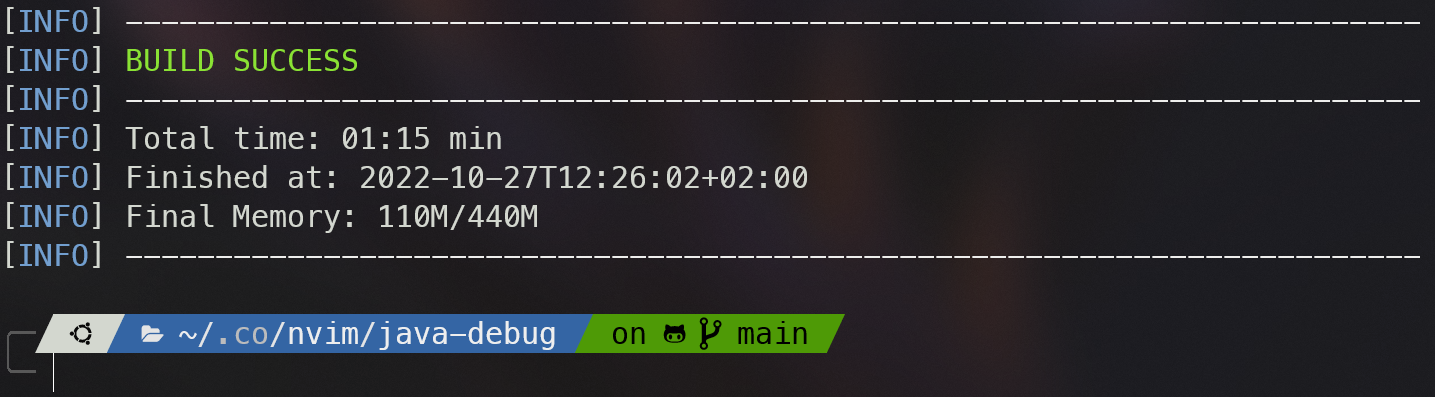 [INFO] ------------------------------------------------------------------------
[INFO] BUILD SUCCESS
[INFO] ------------------------------------------------------------------------
[INFO] Total time: 01:15 min
[INFO] Finished at: 2022-10-27T12:26:02+02:00
[INFO] Final Memory: 110M/440M
[INFO] ------------------------------------------------------------------------
~/.co/nvim/java-debug on main